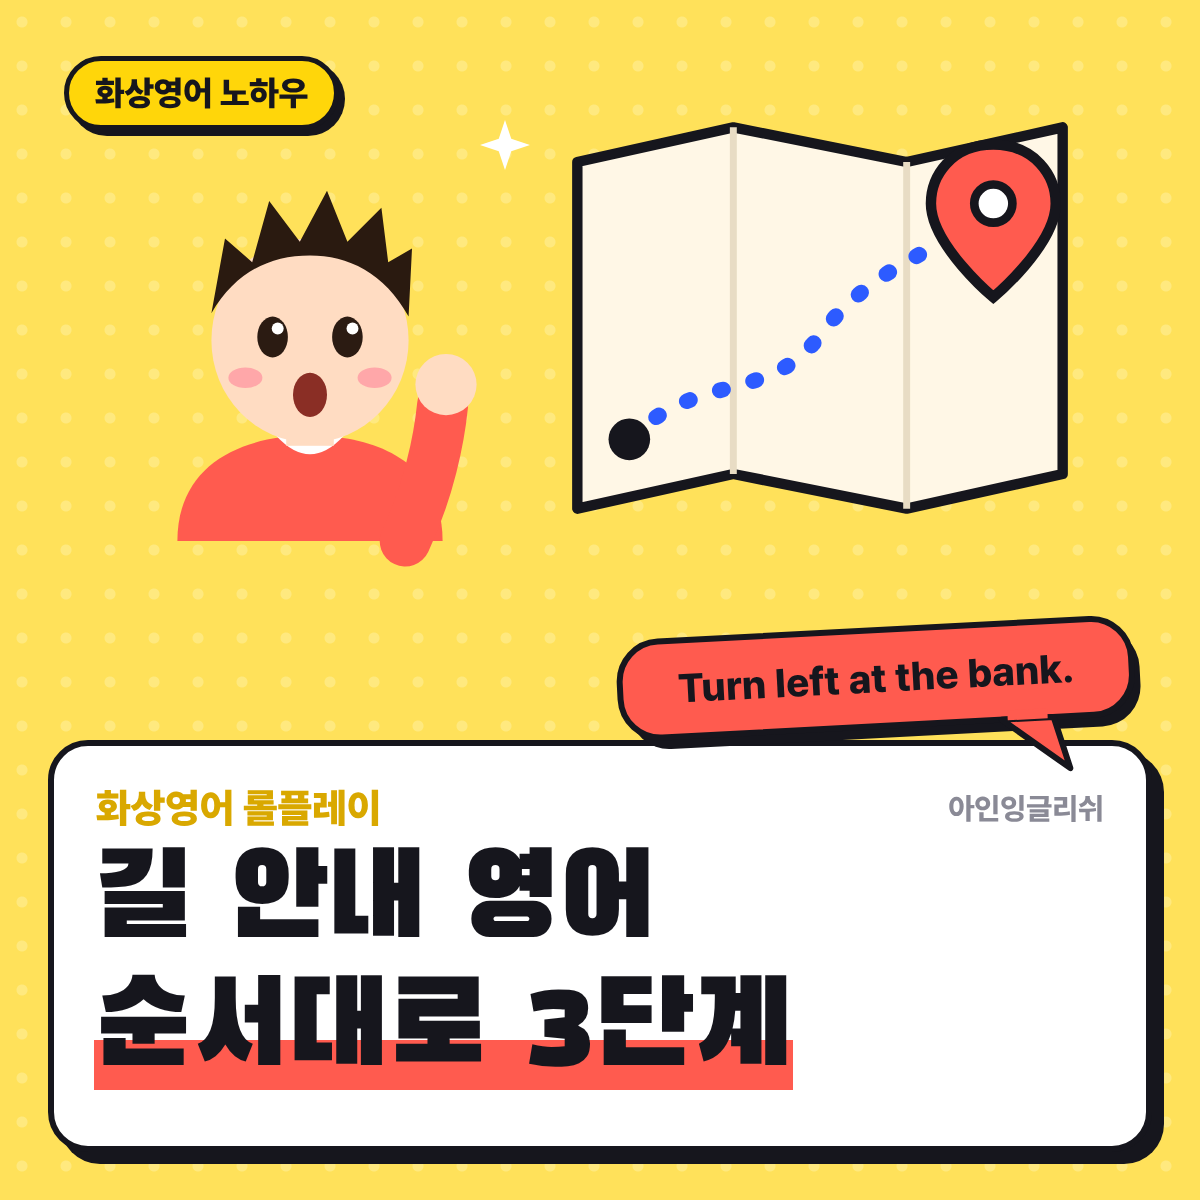 화상영어 노하우
Turn left at the bank.
화상영어 롤플레이
아인잉글리쉬
길 안내 영어
순서대로 3단계